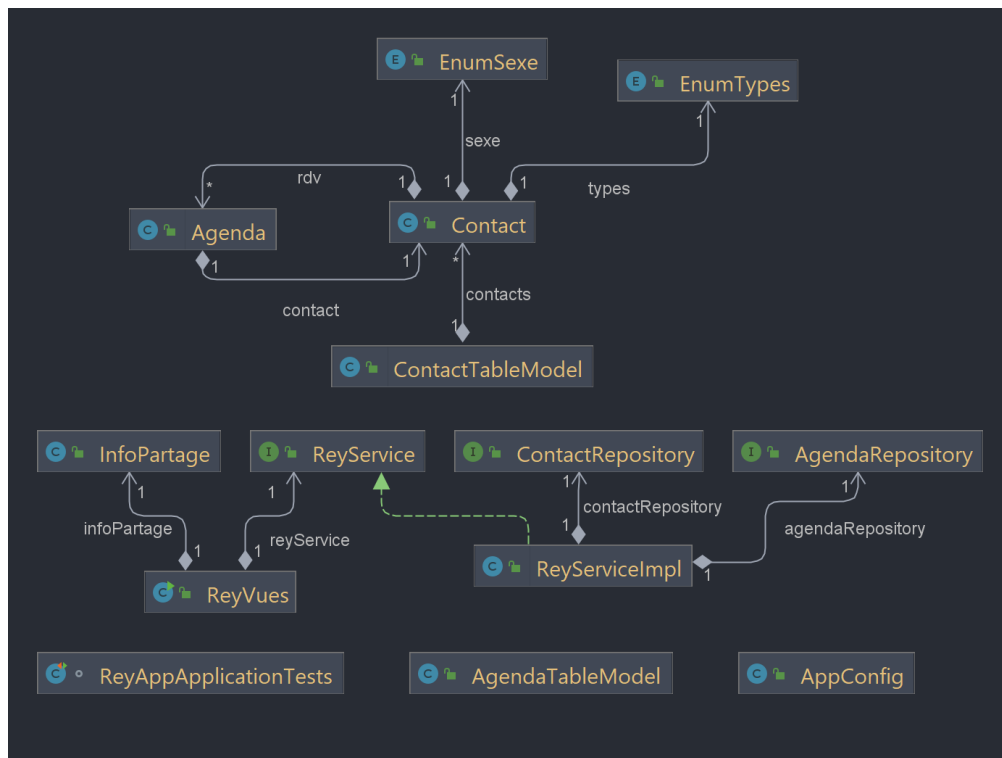 EnumSexe
EnumTypes
1
1
sexe
rdv
1
1
1
types
*
Agenda
Contact
1
1
*
contact
contacts
1
ContactTableModel
InfoPartage
ReyService
ContactRepository
AgendaRepository
1
1
1
1
contactRepository
infoPartage
reyService
agendaRepository
1
1
1
1
ReyVues
ReyServiceImpl
ReyAppApplicationTests
AgendaTableModel
AppConfig